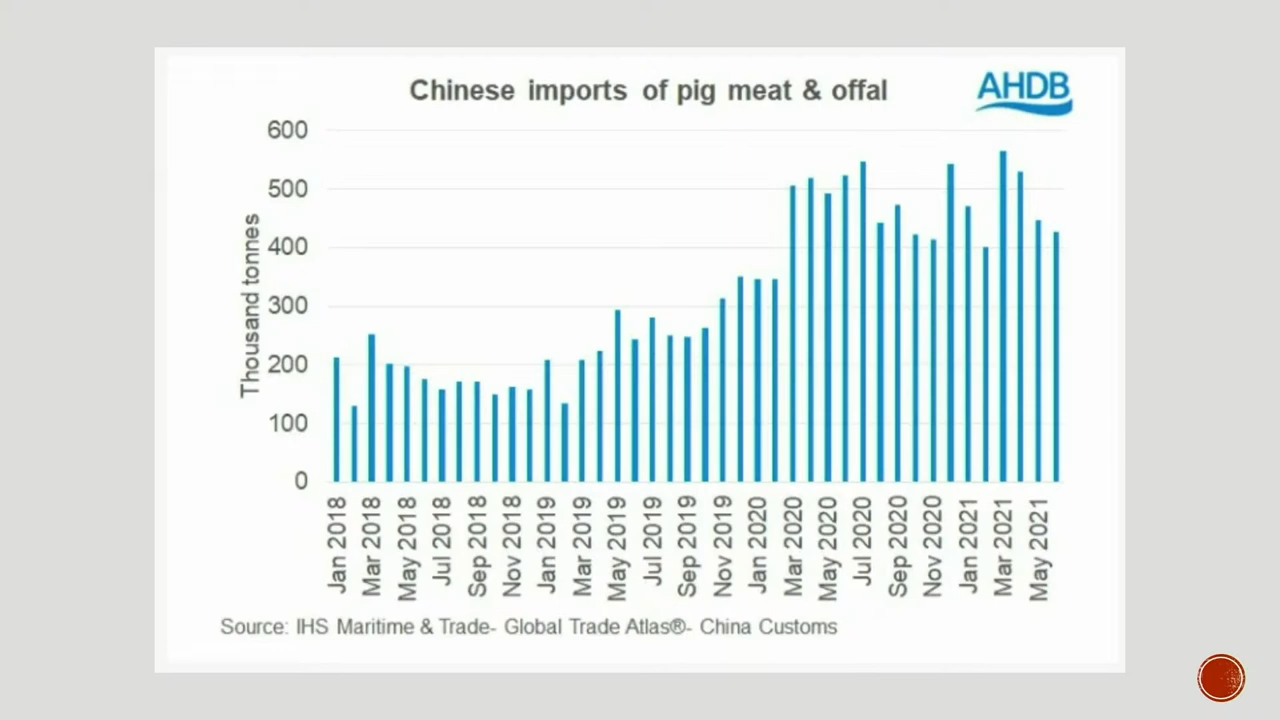 Chinese imports of pig meat & offal
AHDB
600
500
400
300
200
100
0
Thousand tonnes
Jan 2018
Mar 2018
May 2018
Jul 2018
Sep 2018
Nov 2018
Jan 2019
Mar 2019
May 2019
Jul 2019
Sep 2019
Nov 2019
Jan 2020
Mar 2020
May 2020
Jul 2020
Sep 2020
Nov 2020
Jan 2021
Mar 2021
May 2021
Source: IHS Maritime & Trade- Global Trade Atlas®- China Customs